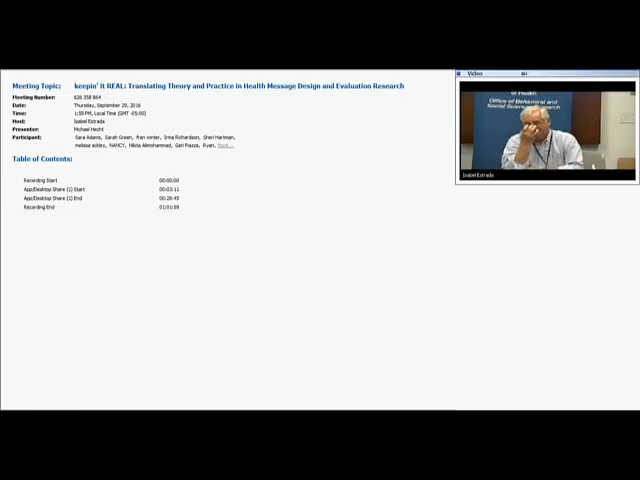 Meeting Topic: keepin' it REAL: Translating Theory and Practice in Health Message Design and Evaluation Research
Meeting Number: 626 358 864
Date: Thursday, September 29, 2016
Time: 1:59 PM, Local Time (GMT -05:00)
Host: Isabel Estrada
Presenter: Michael Hecht
Participant: Sara Adams, Sarah Green, fran winter, Irma Richardson, Sheri Hartman,
melissa ackley, NANCY, Nikita Alimohammad, Geri Piazza, Ryan, More...
Table of Contents:
Recording Start 00:00:00
App/Desktop Share (1) Start 00:03:11
App/Desktop Share (1) End 00:28:45
Recording End 01:01:59
Video
of Health
Office of Behavioral and
Social Sciences Research
Isabel Estrada